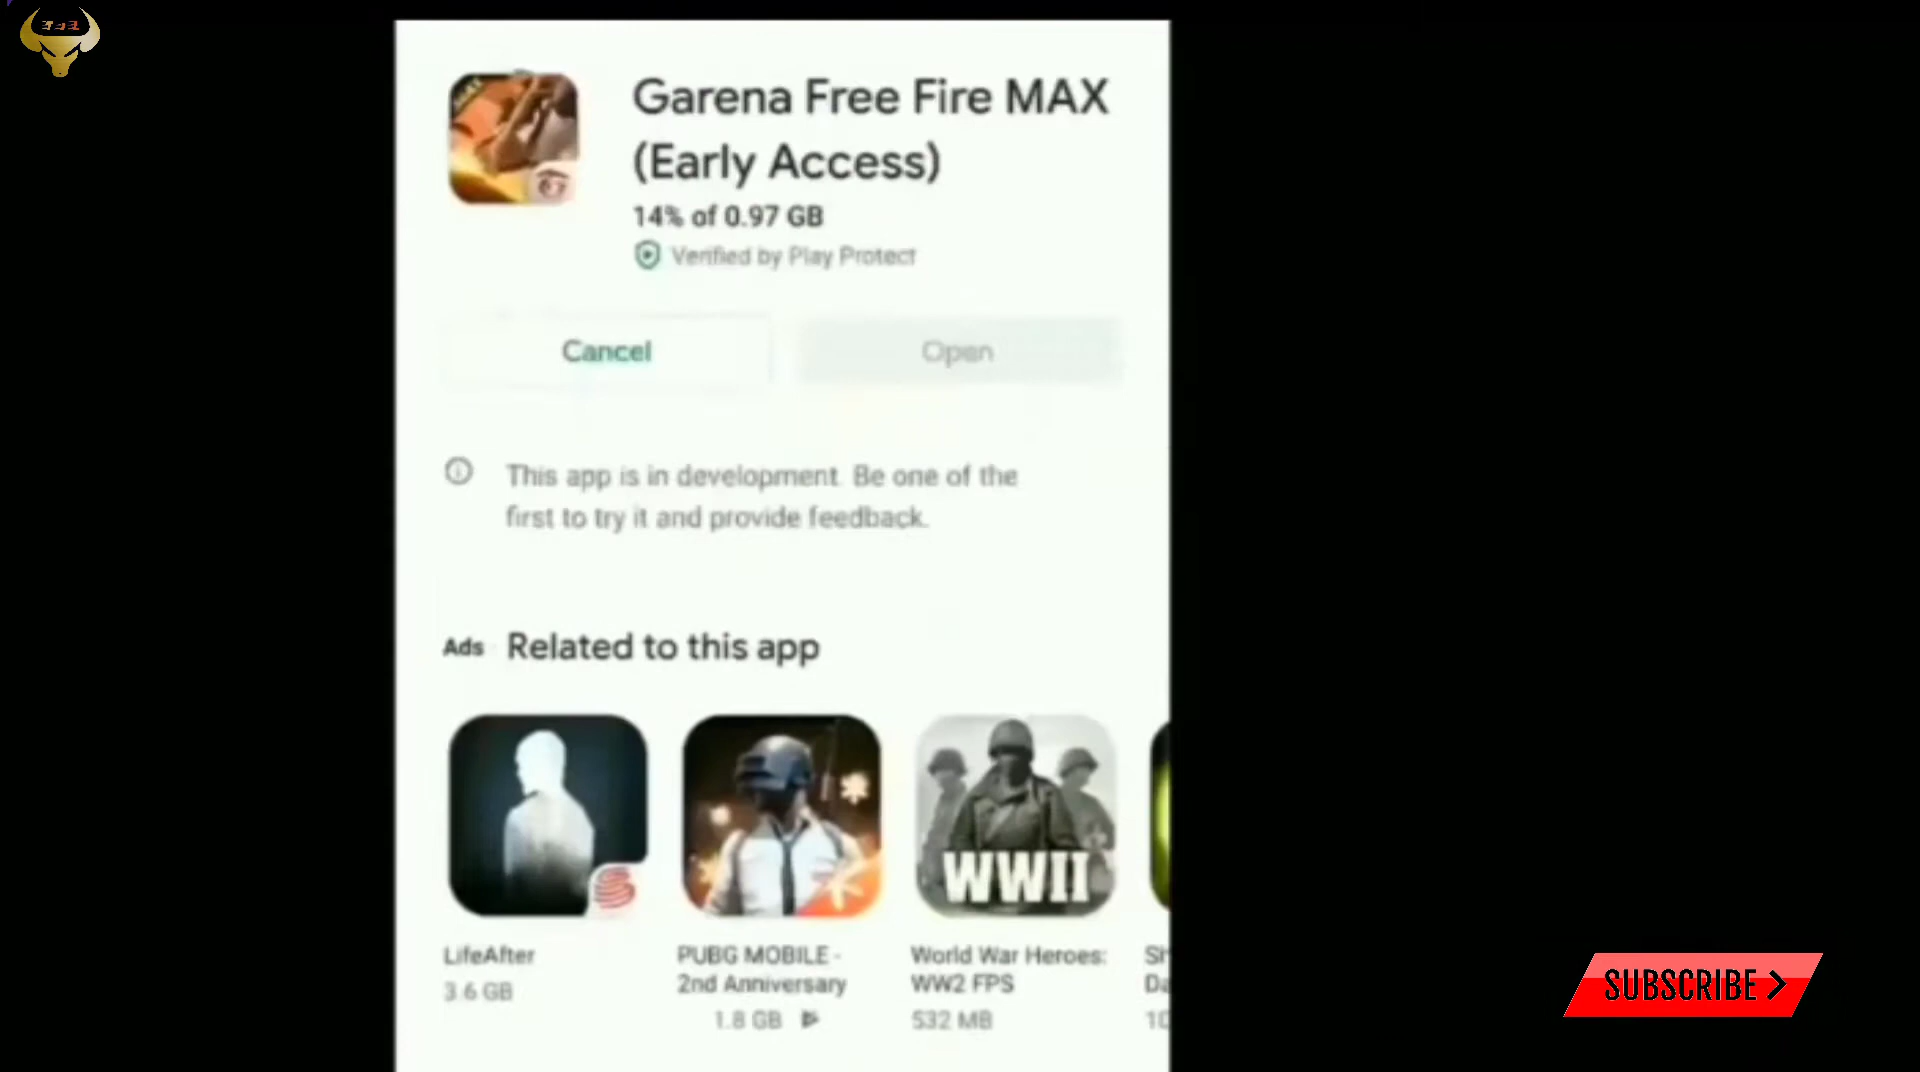 Garena Free Fire MAX
(Early Access)
14% of 0.97 GB
Verified by Play Protect
Cancel
Open
This app is in development. Be one of the
first to try it and provide feedback.
Ads · Related to this app
WWII
LifeAfter
3.6 GB
PUBG MOBILE -
2nd Anniversary
1.8 GB
World War Heroes:
WW2 FPS
532 MB
SUBSCRIBE >